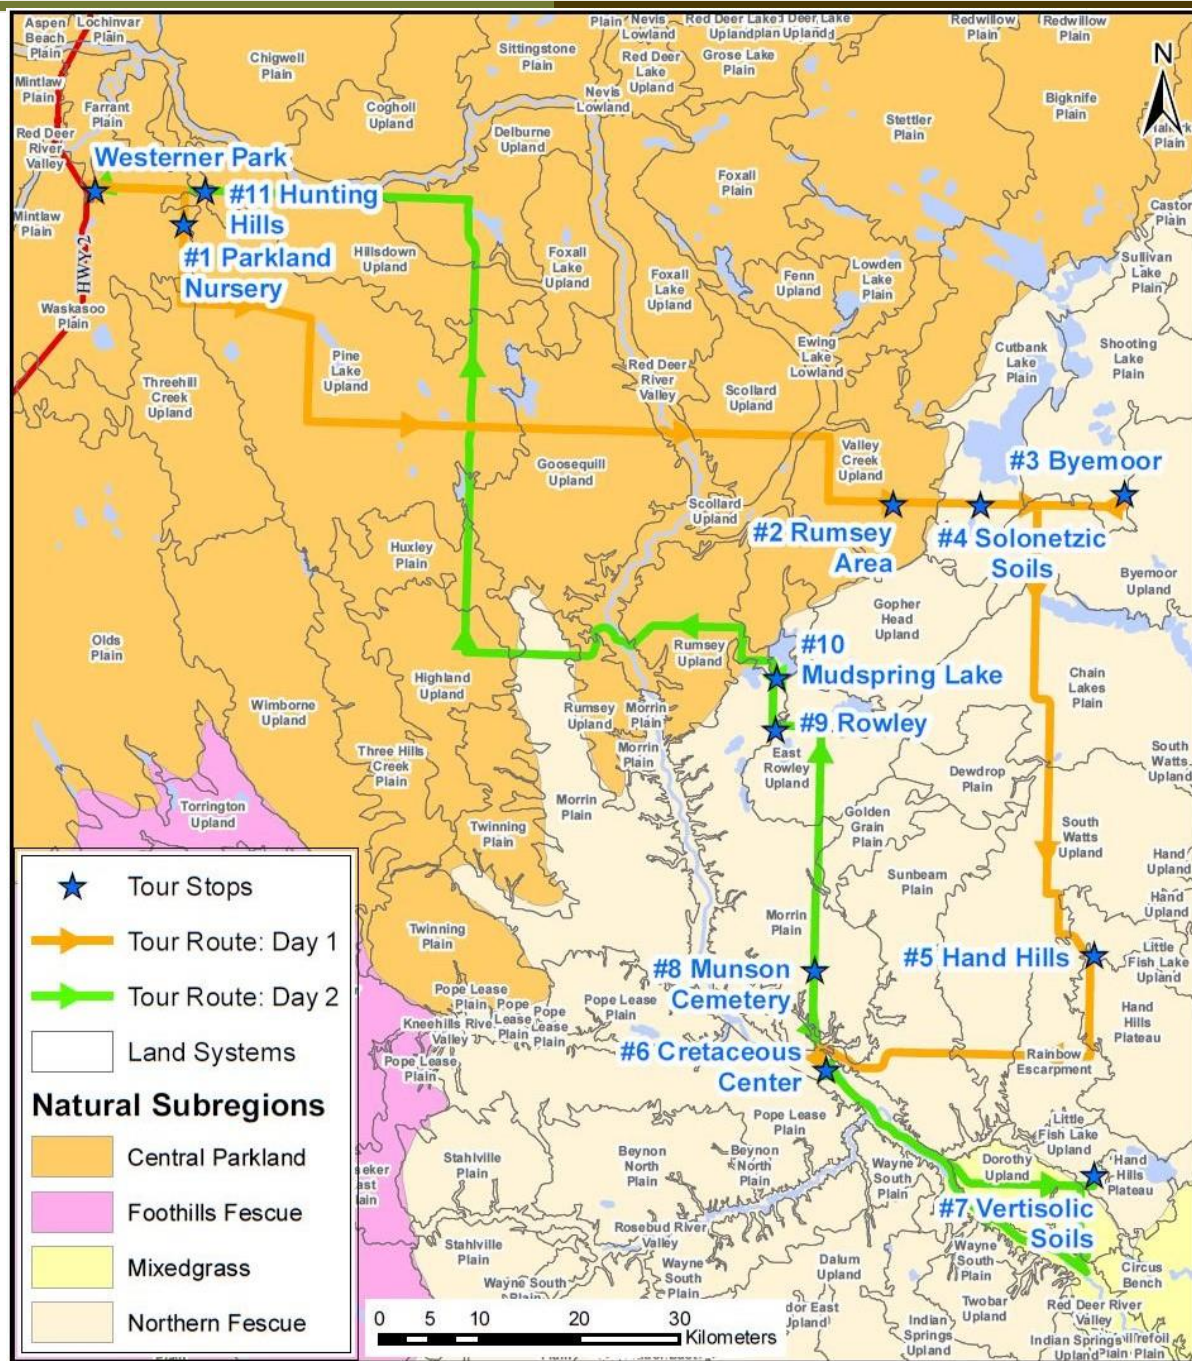 Aspen
Beach
Plain
Lochinvar
Plain
Chigwell
Plain
Sittingstone
Plain
Plain
Nevis
Lowland
Red Deer Lake
Upland
Redwillow
Plain
Redwillow
Plain
Red Deer
Lake
Upland
Grose Lake
Plain
N
Mintlaw
Plain
Farrant
Plain
Cogholl
Upland
Nevis
Lowland
Bigknife
Plain
Red Deer
River
Valley
Delburne
Upland
Stettler
Plain
Plain
Westerner Park
#11 Hunting
Hills
Foxall
Plain
Mintlaw
Plain
Castor
Plain
#1 Parkland
Nursery
HWY 2
Hillsdown
Upland
Foxall
Lake
Upland
Foxall
Lake
Upland
Fenn
Upland
Lowden
Lake
Plain
Sullivan
Lake
Plain
Waskasoo
Plain
Pine
Lake
Upland
Threehill
Creek
Upland
Red Deer
River
Valley
Ewing
Lake
Lowland
Scollard
Upland
Cutbank
Lake
Plain
Shooting
Lake
Plain
Goosequill
Upland
Valley
Creek
Upland
#3 Byemoor
Scollard
Upland
#2 Rumsey
Area
#4 Solonetzic
Soils
Huxley
Plain
Byemoor
Upland
Gopher
Head
Upland
Olds
Plain
Rumsey
Upland
#10
Mudspring Lake
Highland
Upland
Chain
Lakes
Plain
Wimborne
Upland
Rumsey
Upland
Morrin
Plain
#9 Rowley
Three Hills
Creek
Plain
Morrin
Plain
East
Rowley
Upland
Dewdrop
Plain
South
Watts
Upland
Torrington
Upland
Morrin
Plain
Golden
Grain
Plain
Twinning
Plain
South
Watts
Upland
Hand
Upland
Sunbeam
Plain
Hand
Upland
Twinning
Plain
Morrin
Plain
#5 Hand Hills
Little
Fish Lake
Upland
#8 Munson
Cemetery
Pope Lease
Plain
Pope
Lease
Plain
Pope
Lease
Plain
Pope Lease
Plain
Hand
Hills
Plateau
Kneehills
Valley
Pope Lease
Plain
#6 Cretaceous
Center
Rainbow
Escarpment
Pope Lease
Plain
Little
Fish Lake
Upland
Stahlville
Plain
Beynon
North
Plain
Beynon
North
Plain
Wayne
South
Plain
Dorothy
Upland
Hand
Hills
Plateau
#7 Vertisolic
Soils
Rosebud River
Valley
Stahlville
Plain
Wayne
South
Plain
Wayne South
Dalum
Upland
Wayne
South
Plain
Circus
Bench
Twobar
Upland
Red Deer River
Valley
Indian
Springs
Upland
Indian Springs
Upland
Plain
Plain
Tour Stops
Tour Route: Day 1
Tour Route: Day 2
Land Systems
Natural Subregions
Central Parkland
Foothills Fescue
Mixedgrass
Northern Fescue
0 5 10 20 30
Kilometers